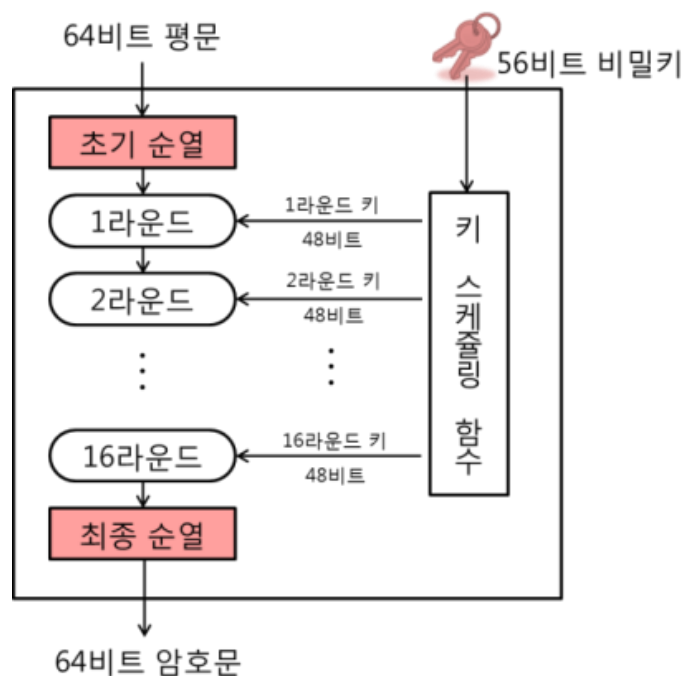 64비트 평문
56비트 비밀키
초기 순열
1라운드
1라운드 키
48비트
2라운드
2라운드 키
48비트
16라운드
16라운드 키
48비트
키 스케쥴링 함수
최종 순열
64비트 암호문